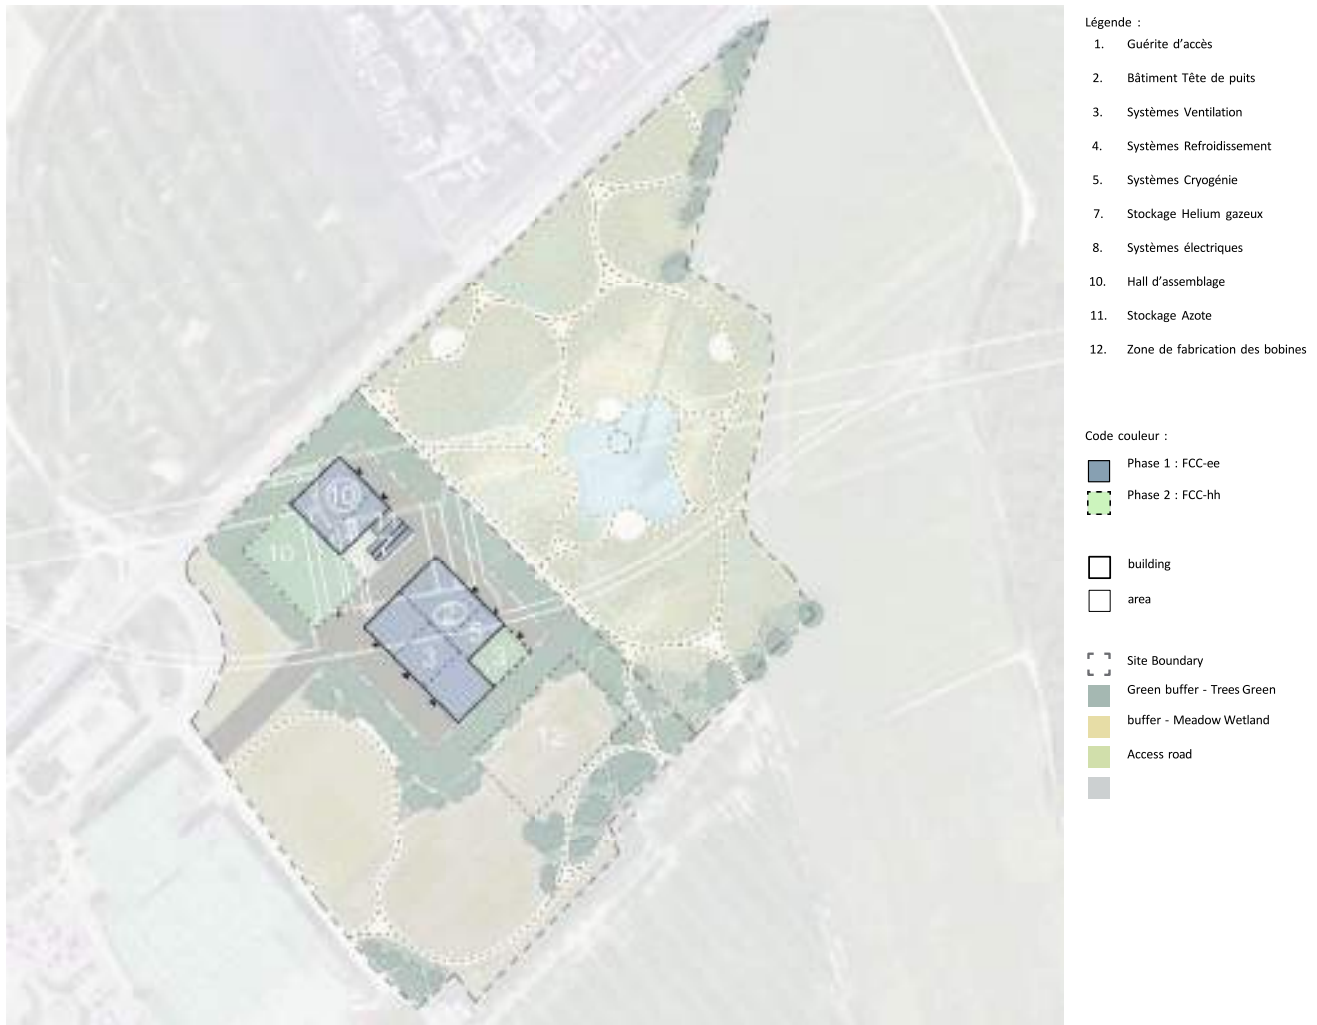 Légende :
1. Guérite d’accès
2. Bâtiment Tête de puits
3. Systèmes Ventilation
4. Systèmes Refroidissement
5. Systèmes Cryogénie
7. Stockage Helium gazeux
8. Systèmes électriques
10. Hall d’assemblage
11. Stockage Azote
12. Zone de fabrication des bobines
Code couleur :
Phase 1 : FCC-ee
Phase 2 : FCC-hh
building
area
Site Boundary
Green buffer - Trees Green
buffer - Meadow Wetland
Access road
10
10
3